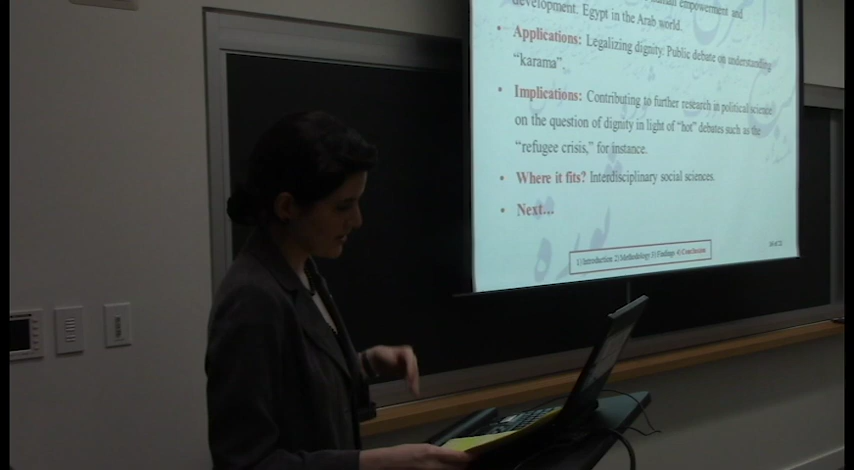 empowerment and
development. Egypt in the Arab world.
• Applications: Legalizing dignity. Public debate on understanding
“karama”.
• Implications: Contributing to further research in political science
on the question of dignity in light of “hot” debates such as the
“refugee crisis,” for instance.
• Where it fits? Interdisciplinary social sciences.
• Next…
1) Introduction 2) Methodology 3) Findings 4) Conclusion